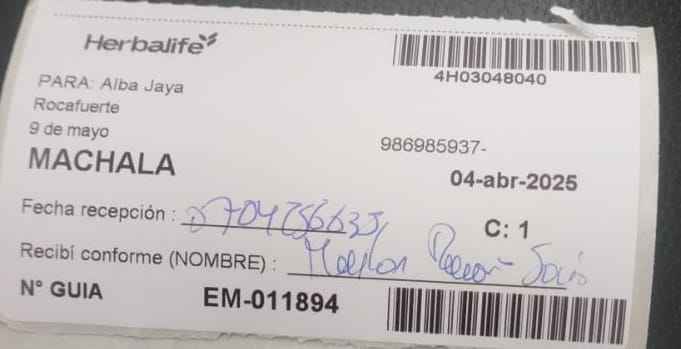 Herbalife
4H03048040
PARA: Alba Jaya
Rocafuerte
9 de mayo
986985937-
MACHALA
04-abr-2025
Fecha recepción :
C: 1
Recibí conforme (NOMBRE) :
N° GUIA EM-011894